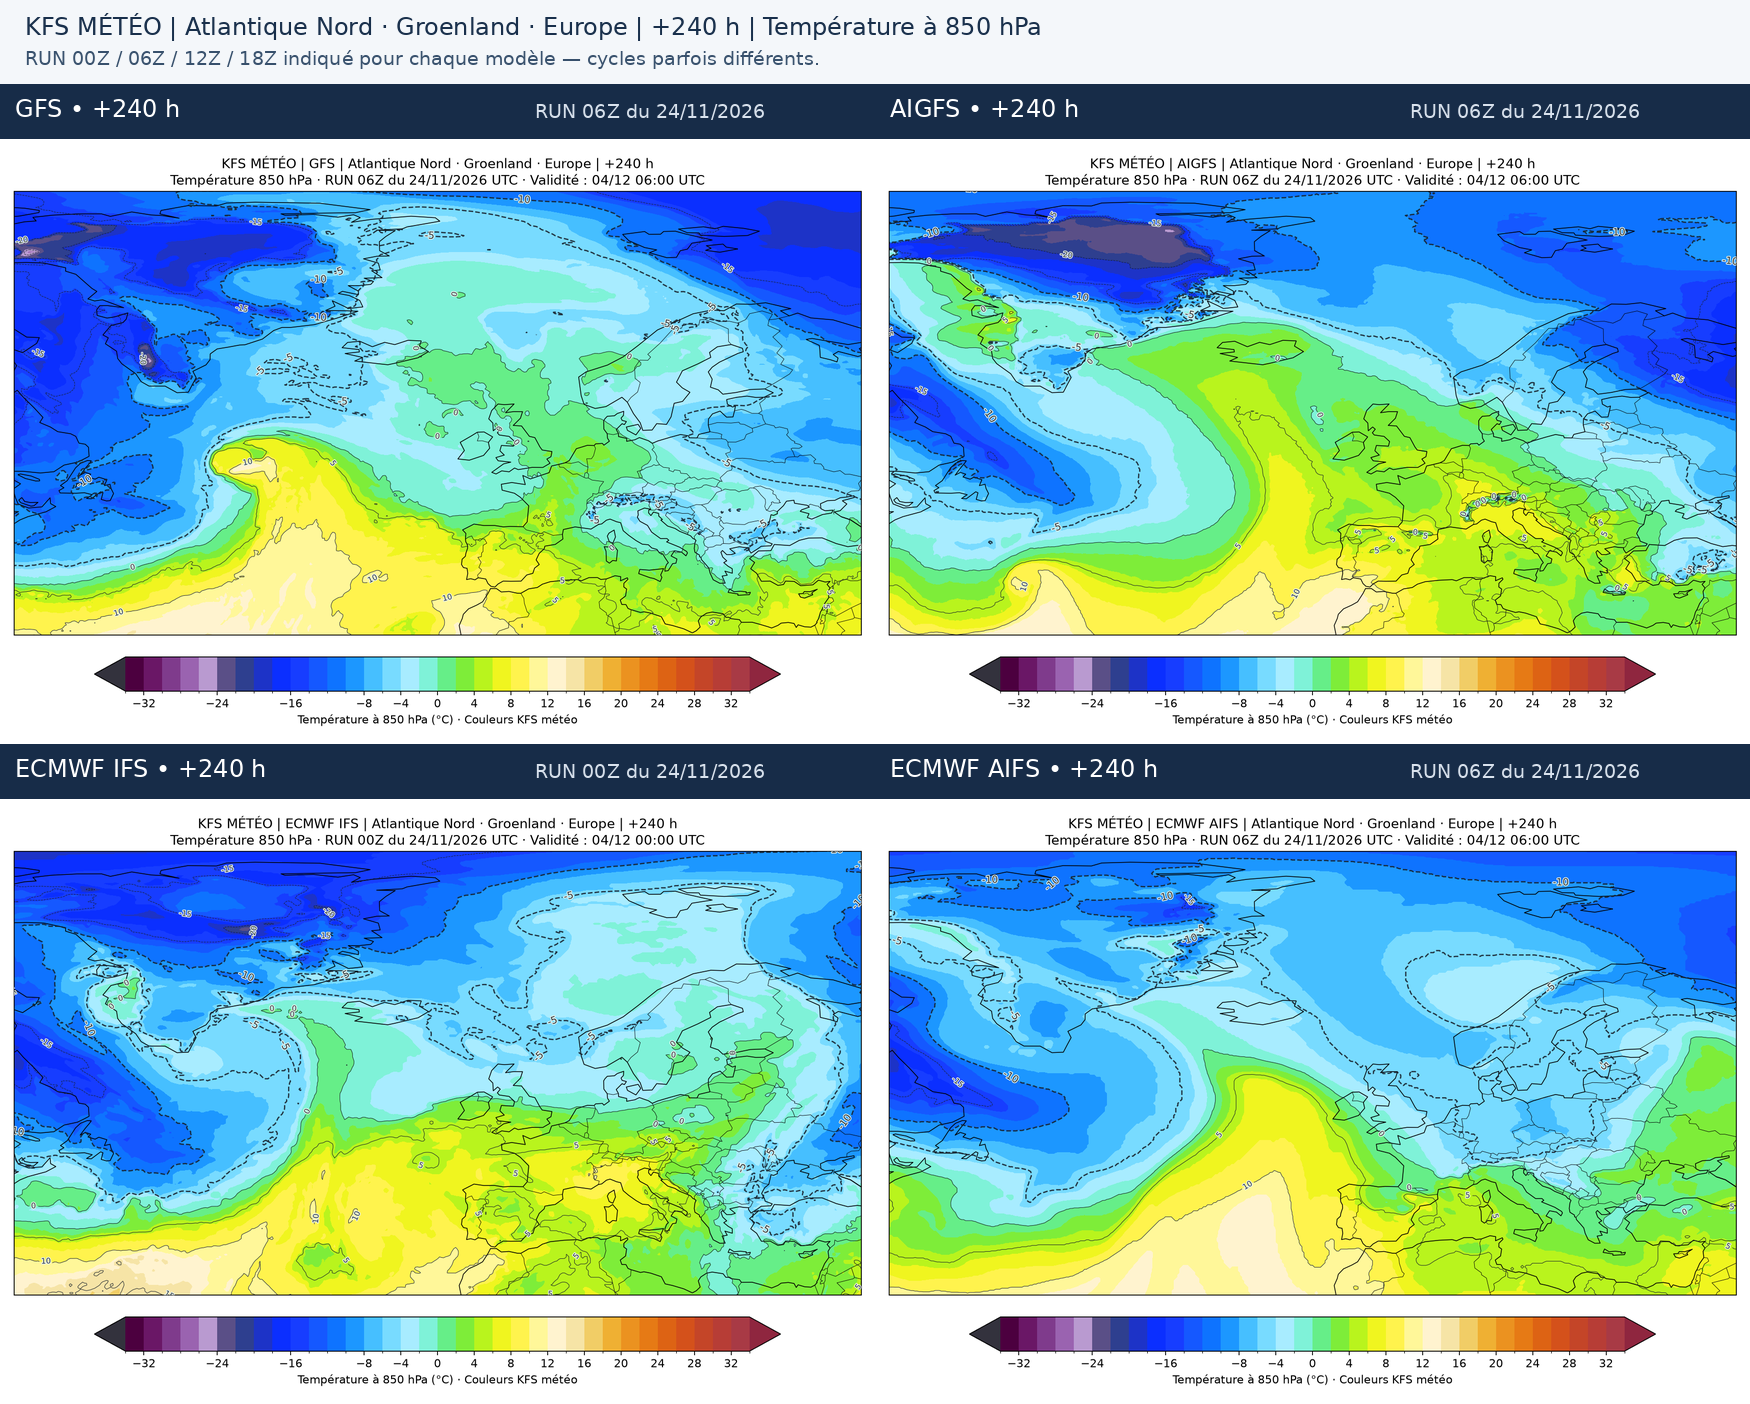 KFS MÉTÉO | Atlantique Nord · Groenland · Europe | +240 h | Température à 850 hPa
RUN 00Z / 06Z / 12Z / 18Z indiqué pour chaque modèle — cycles parfois différents.
GFS • +240 h
RUN 06Z du 24/11/2026
AIGFS • +240 h
RUN 06Z du 24/11/2026
KFS MÉTÉO | GFS | Atlantique Nord · Groenland · Europe | +240 h
Température 850 hPa · RUN 06Z du 24/11/2026 UTC · Validité : 04/12 06:00 UTC
KFS MÉTÉO | AIGFS | Atlantique Nord · Groenland · Europe | +240 h
Température 850 hPa · RUN 06Z du 24/11/2026 UTC · Validité : 04/12 06:00 UTC
−32 −24 −16 −8 −4 0 4 8 12 16 20 24 28 32
Température à 850 hPa (°C) · Couleurs KFS météo
−32 −24 −16 −8 −4 0 4 8 12 16 20 24 28 32
Température à 850 hPa (°C) · Couleurs KFS météo
ECMWF IFS • +240 h
RUN 00Z du 24/11/2026
ECMWF AIFS • +240 h
RUN 06Z du 24/11/2026
KFS MÉTÉO | ECMWF IFS | Atlantique Nord · Groenland · Europe | +240 h
Température 850 hPa · RUN 00Z du 24/11/2026 UTC · Validité : 04/12 00:00 UTC
KFS MÉTÉO | ECMWF AIFS | Atlantique Nord · Groenland · Europe | +240 h
Température 850 hPa · RUN 06Z du 24/11/2026 UTC · Validité : 04/12 06:00 UTC
−32 −24 −16 −8 −4 0 4 8 12 16 20 24 28 32
Température à 850 hPa (°C) · Couleurs KFS météo
−32 −24 −16 −8 −4 0 4 8 12 16 20 24 28 32
Température à 850 hPa (°C) · Couleurs KFS météo